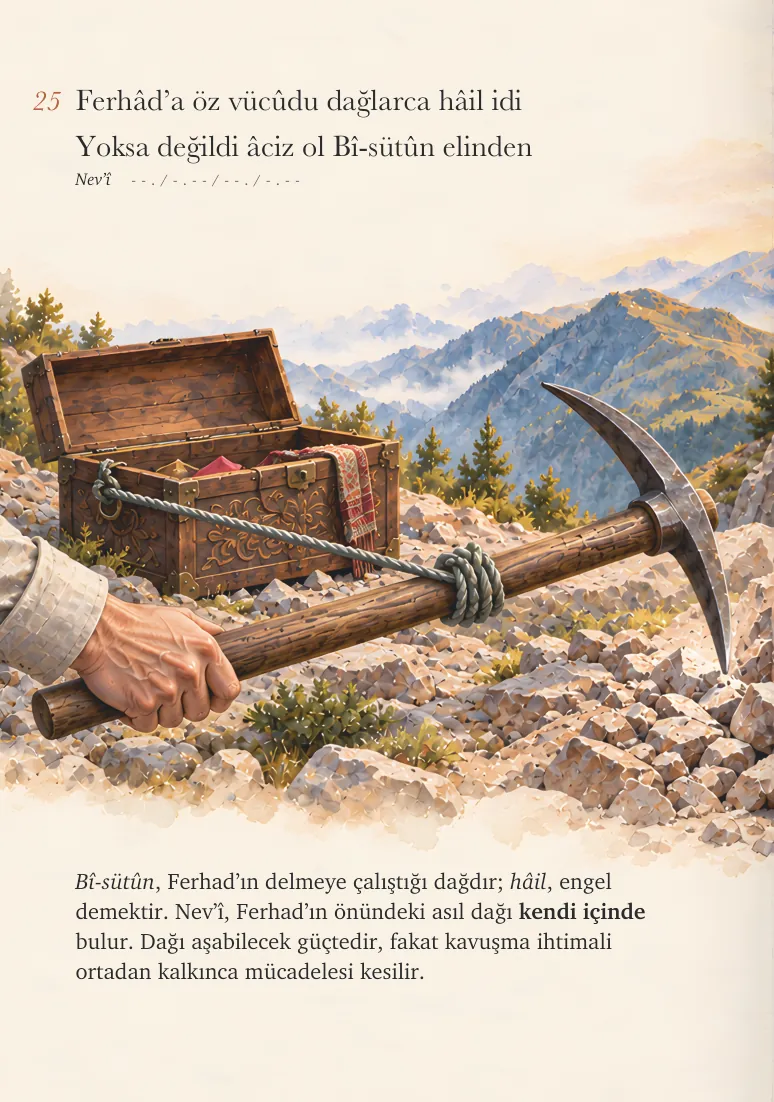 25 Ferhâd’a öz vücûdu dağlarca hâil idi
Yoksa değildi âciz ol Bî-sütûn elinden
Nev’î - - . / - . - - / - - . / - . - -
Bî-sütûn, Ferhad’ın delmeye çalıştığı dağdır; hâil, engel
demektir. Nev’î, Ferhad’ın önündeki asıl dağı kendi içinde
bulur. Dağı aşabilecek güçtedir, fakat kavuşma ihtimali
ortadan kalkınca mücadelesi kesilir.